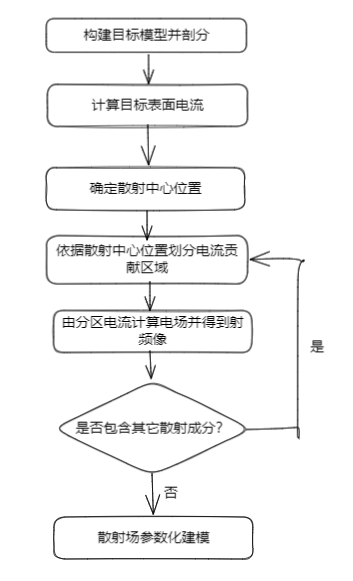 构建目标模型并剖分
计算目标表面电流
确定散射中心位置
依据散射中心位置划分电流贡
献区域
由分区电流计算电场并得到射
频像
是
是否包含其它散射成分?
否
散射场参数化建模